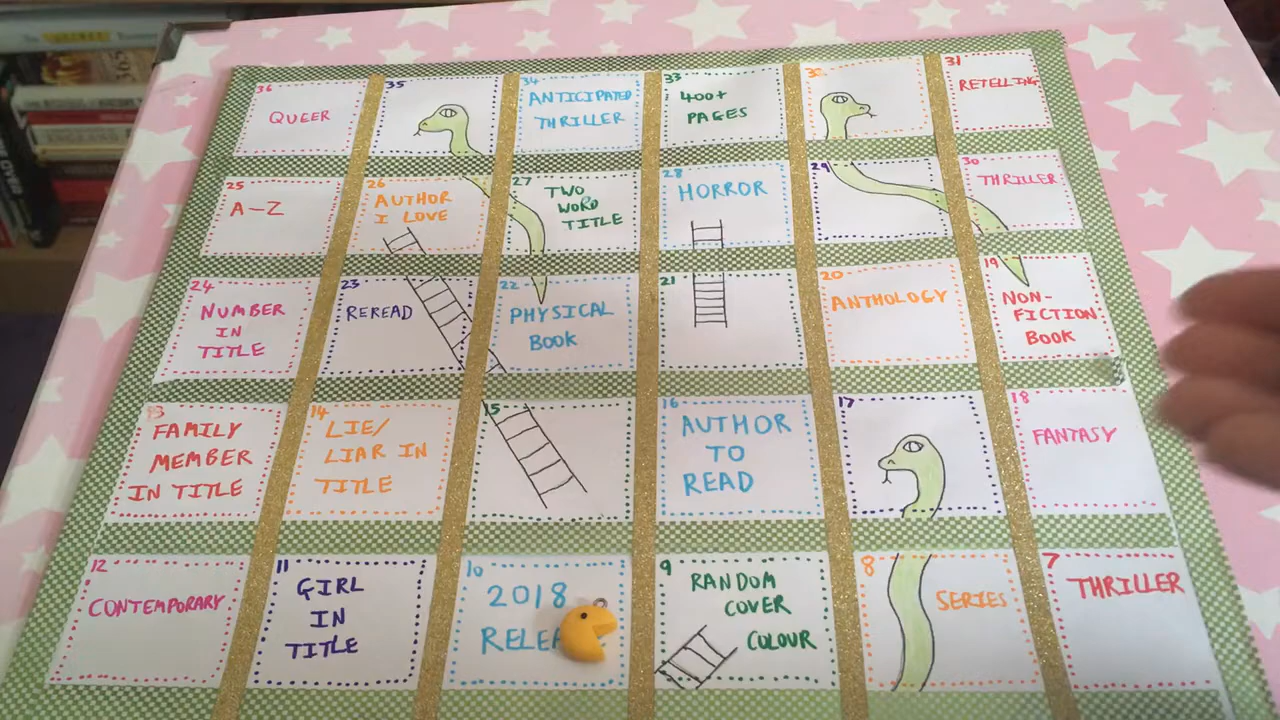 36
QUEER
35
34
ANTICIPATED
THRILLER
33
400+
PAGES
31
RETELLING
25
A-Z
26
AUTHOR
I LOVE
27
TWO
WORD
TITLE
28
HORROR
29
30
THRILLER
24
NUMBER
IN
TITLE
23
REREAD
22
PHYSICAL
BOOK
21
20
ANTHOLOGY
19
NON-
FICTION
BOOK
13
FAMILY
MEMBER
IN TITLE
14
LIE/
LIAR IN
TITLE
15
16
AUTHOR
TO
READ
17
18
FANTASY
12
CONTEMPORARY
11
GIRL
IN
TITLE
10
2018
RELEA
9
RANDOM
COVER
COLOUR
8
SERIES
7
THRILLER